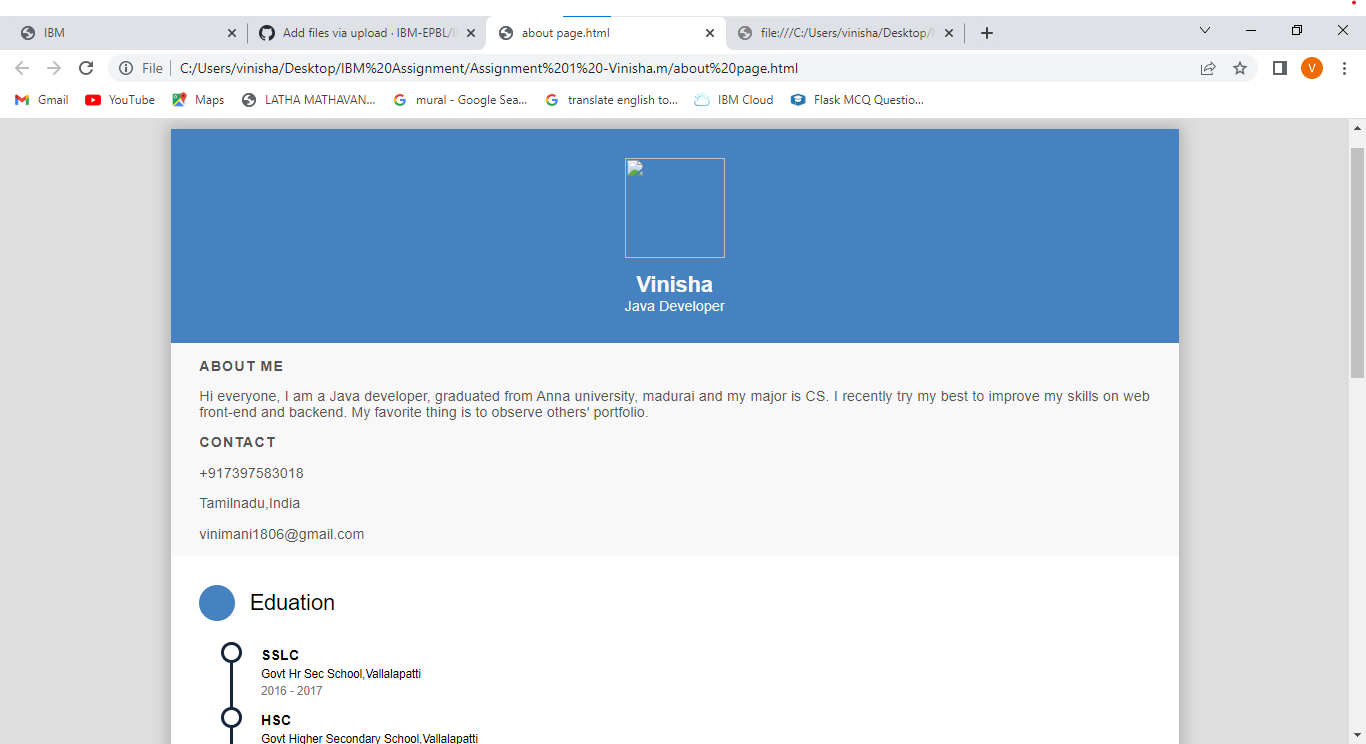 IBM
Add files via upload · IBM-EPBL/I
about page.html
file:///C:/Users/vinisha/Desktop/I
File
C:/Users/vinisha/Desktop/IBM%20Assignment/Assignment%201%20-Vinisha.m/about%20page.html
V
Gmail
YouTube
Maps
LATHA MATHAVAN...
mural - Google Sea...
translate english to...
IBM Cloud
Flask MCQ Questio...
Vinisha
Java Developer
ABOUT ME
Hi everyone, I am a Java developer, graduated from Anna university, madurai and my major is CS. I recently try my best to improve my skills on web
front-end and backend. My favorite thing is to observe others' portfolio.
CONTACT
+917397583018
Tamilnadu,India
vinimani1806@gmail.com
Eduation
SSLC
Govt Hr Sec School,Vallalapatti
2016 - 2017
HSC
Govt Higher Secondary School,Vallalapatti